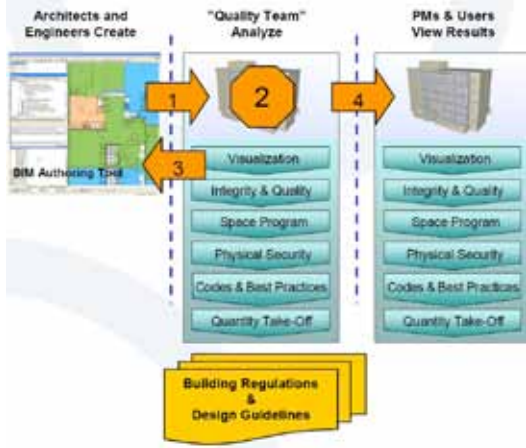 Architects and
Engineers Create
"Quality Team"
Analyze
PMs & Users
View Results
1
2
4
3
BIM Authoring Tool
Visualization
Integrity & Quality
Space Program
Physical Security
Codes & Best Practices
Quantity Take-Off
Visualization
Integrity & Quality
Space Program
Physical Security
Codes & Best Practices
Quantity Take-Off
Building Regulations
&
Design Guidelines